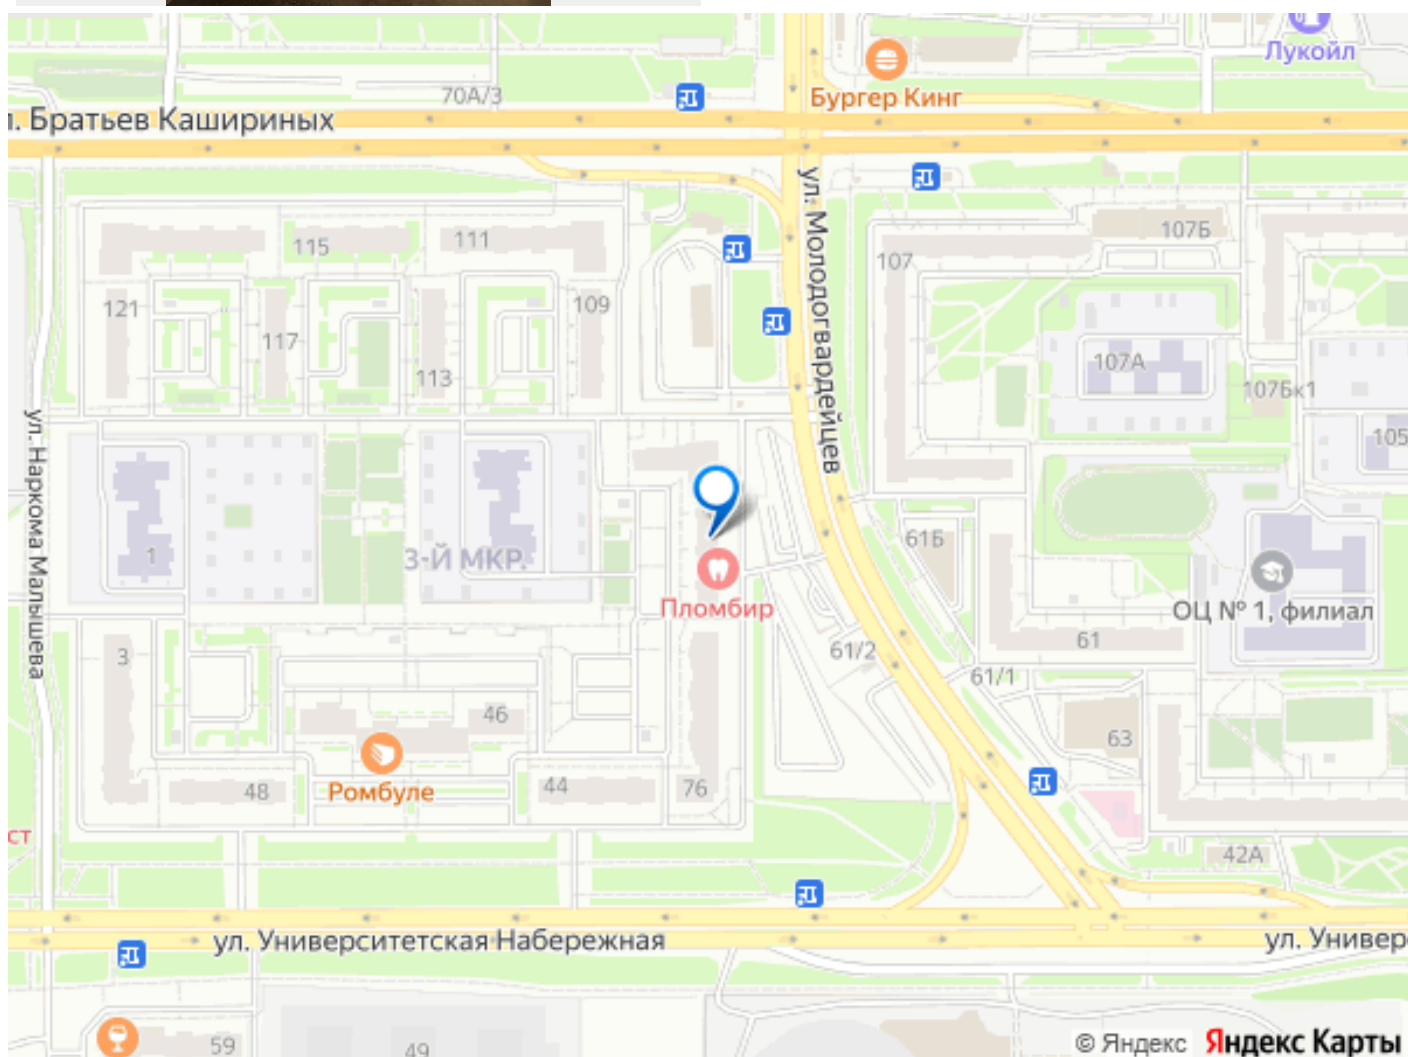 70А/3
Лукойл
Бургер Кинг
л. Братьев Кашириных
ул. Молодогвардейцев
115
111
107Б
107
121
109
117
107А
113
107Бк1
ул. Наркома Малышева
105
61Б
1
3-Й МКР.
Пломбир
ОЦ № 1, филиал
61
61/2
3
61/1
46
63
48
Ромбуле
44
76
ст
42А
ул. Университетская Набережная
ул. Универ
59
49
© Яндекс Яндекс Карты